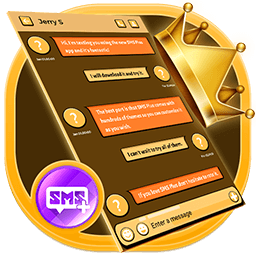 Jerry S
Hi, I'm texting you using the new SMS Plus
app and it's fantastic!
I will download it and try it.
The best part is that SMS Plus comes with
hundreds of themes so you can customize it
as you wish.
I can't wait to try all of them.
If you love SMS Plus don't hesitate to rate it.
Enter a message
SMS